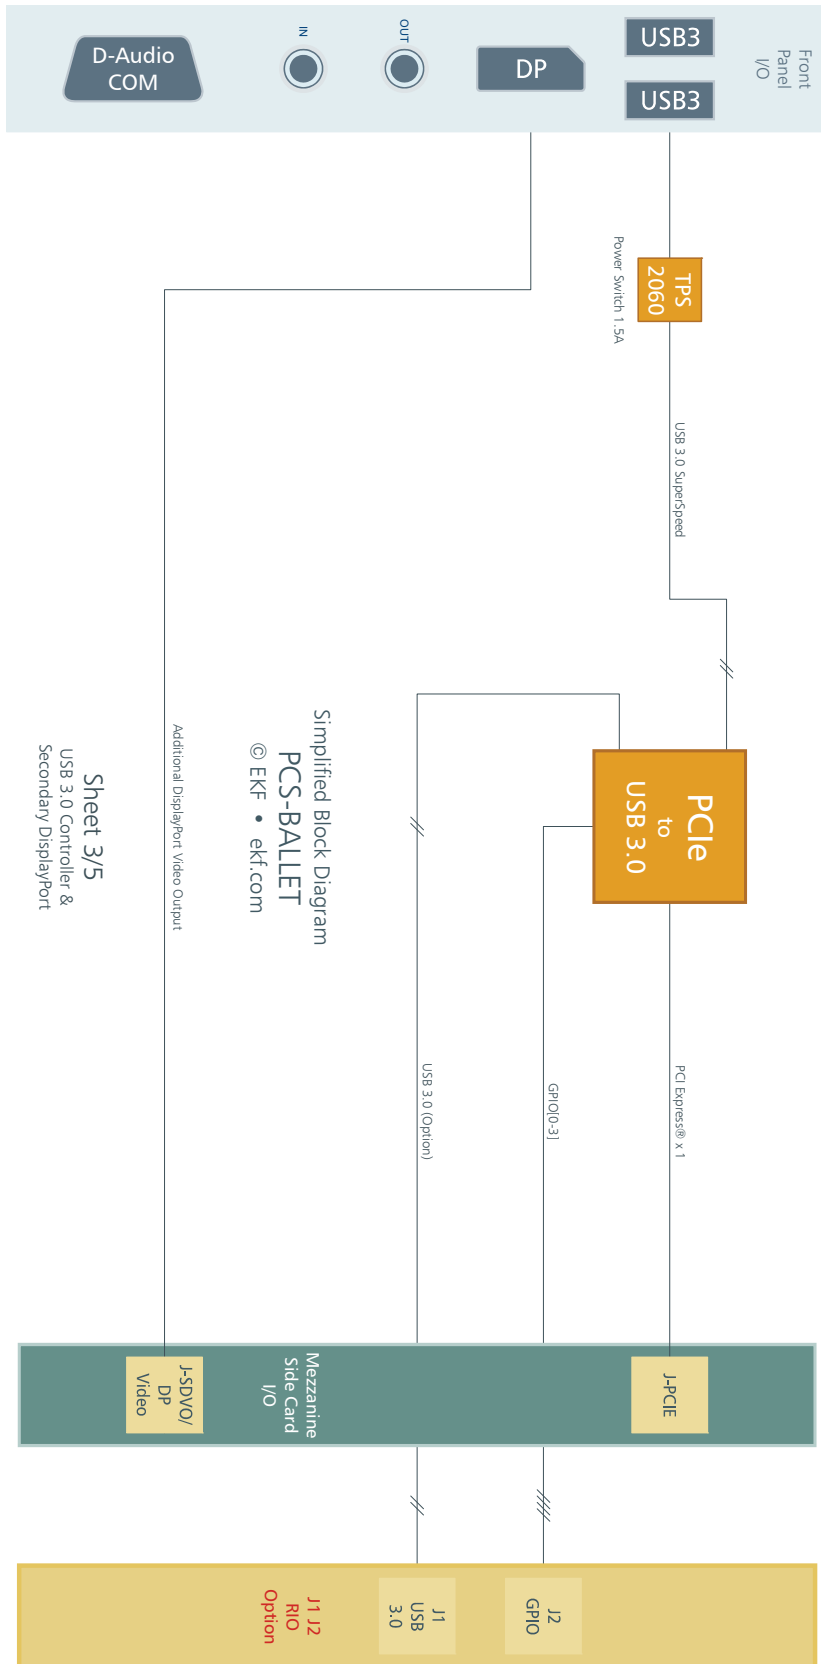 D-Audio
COM
IN
OUT
DP
USB3
USB3
Front
Panel
I/O
TPS
2060
Power Switch 1.5A
USB 3.0 SuperSpeed
PCIe
to
USB 3.0
Simplified Block Diagram
PCS-BALLET
© EKF • ekf.com
Sheet 3/5
USB 3.0 Controller &
Secondary DisplayPort
Additional DisplayPort Video Output
USB 3.0 (Option)
GPIO[0-3]
PCI Express® x 1
J-SDVO/
DP
Video
Mezzanine
Side Card
I/O
J-PCIE
J1 J2
RIO
Option
J1
USB
3.0
J2
GPIO